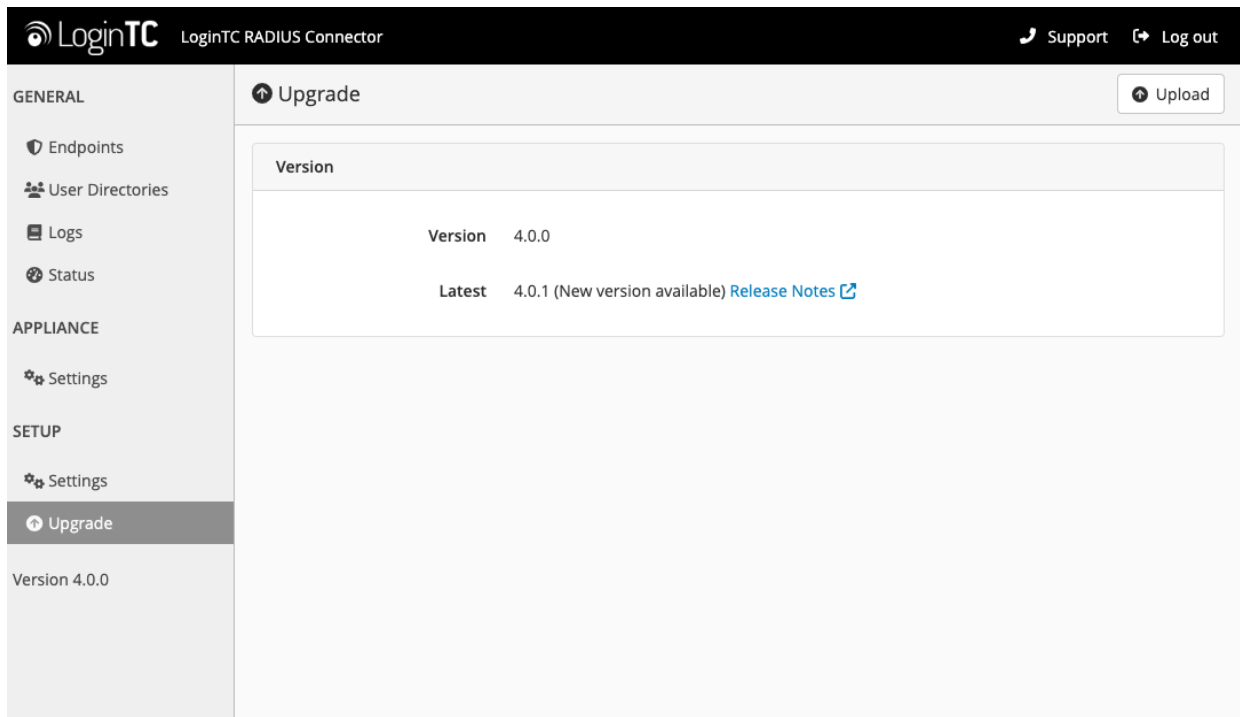 LoginTC LoginTC RADIUS Connector Support Log out
GENERAL
Endpoints
User Directories
Logs
Status
APPLIANCE
Settings
SETUP
Settings
Upgrade
Version 4.0.0
Upgrade Upload
Version
Version 4.0.0
Latest 4.0.1 (New version available) Release Notes